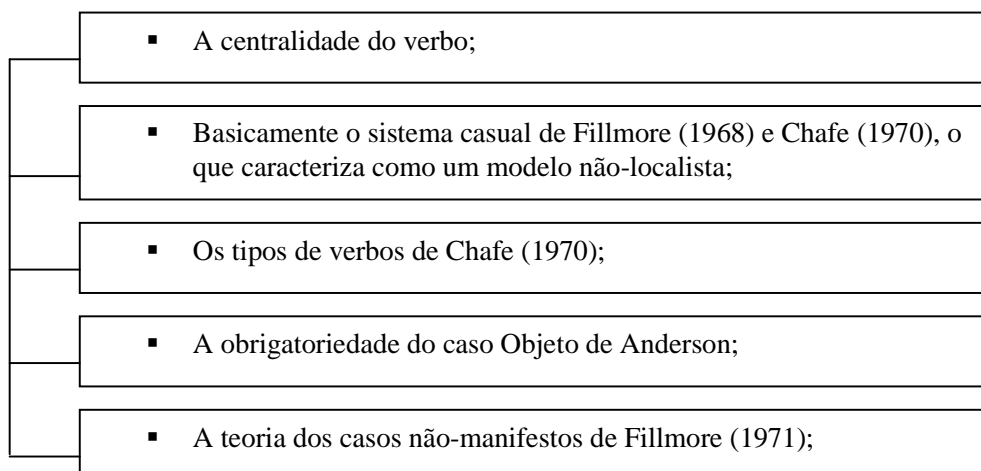 ▪ A centralidade do verbo;
▪ Basicamente o sistema casual de Fillmore (1968) e Chafe (1970), o
que caracteriza como um modelo não-localista;
▪ Os tipos de verbos de Chafe (1970);
▪ A obrigatoriedade do caso Objeto de Anderson;
▪ A teoria dos casos não-manifestos de Fillmore (1971);